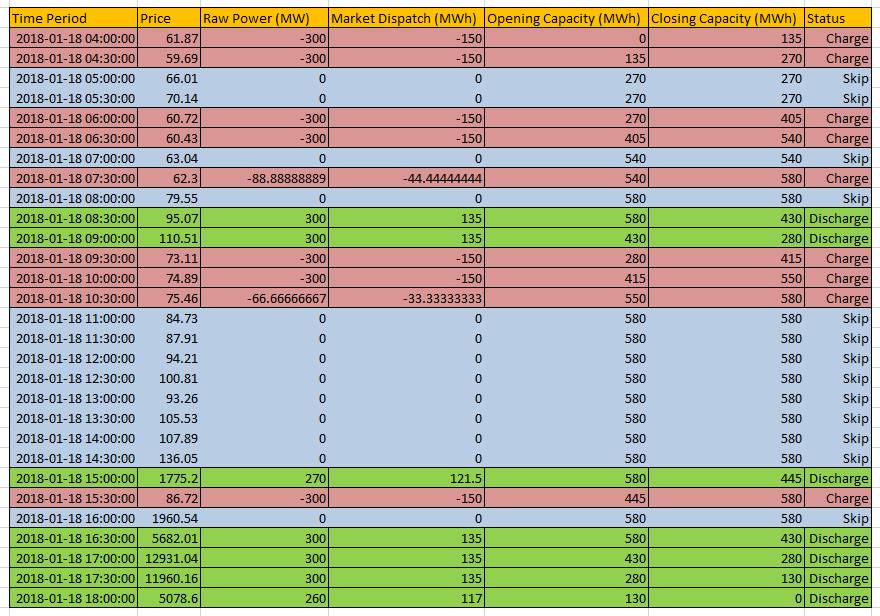 Time Period Price Raw Power (MW) Market Dispatch (MWh) Opening Capacity (MWh) Closing Capacity (MWh) Status
2018-01-18 04:00:00 61.87 -300 -150 0 135 Charge
2018-01-18 04:30:00 59.69 -300 -150 135 270 Charge
2018-01-18 05:00:00 66.01 0 0 270 270 Skip
2018-01-18 05:30:00 70.14 0 0 270 270 Skip
2018-01-18 06:00:00 60.72 -300 -150 270 405 Charge
2018-01-18 06:30:00 60.43 -300 -150 405 540 Charge
2018-01-18 07:00:00 63.04 0 0 540 540 Skip
2018-01-18 07:30:00 62.3 -88.88888889 -44.44444444 540 580 Charge
2018-01-18 08:00:00 79.55 0 0 580 580 Skip
2018-01-18 08:30:00 95.07 300 135 580 430 Discharge
2018-01-18 09:00:00 110.51 300 135 430 280 Discharge
2018-01-18 09:30:00 73.11 -300 -150 280 415 Charge
2018-01-18 10:00:00 74.89 -300 -150 415 550 Charge
2018-01-18 10:30:00 75.46 -66.66666667 -33.33333333 550 580 Charge
2018-01-18 11:00:00 84.73 0 0 580 580 Skip
2018-01-18 11:30:00 87.91 0 0 580 580 Skip
2018-01-18 12:00:00 94.21 0 0 580 580 Skip
2018-01-18 12:30:00 100.81 0 0 580 580 Skip
2018-01-18 13:00:00 93.26 0 0 580 580 Skip
2018-01-18 13:30:00 105.53 0 0 580 580 Skip
2018-01-18 14:00:00 107.89 0 0 580 580 Skip
2018-01-18 14:30:00 136.05 0 0 580 580 Skip
2018-01-18 15:00:00 1775.2 270 121.5 580 445 Discharge
2018-01-18 15:30:00 86.72 -300 -150 445 580 Charge
2018-01-18 16:00:00 1960.54 0 0 580 580 Skip
2018-01-18 16:30:00 5682.01 300 135 580 430 Discharge
2018-01-18 17:00:00 12931.04 300 135 430 280 Discharge
2018-01-18 17:30:00 11960.16 300 135 280 130 Discharge
2018-01-18 18:00:00 5078.6 260 117 130 0 Discharge